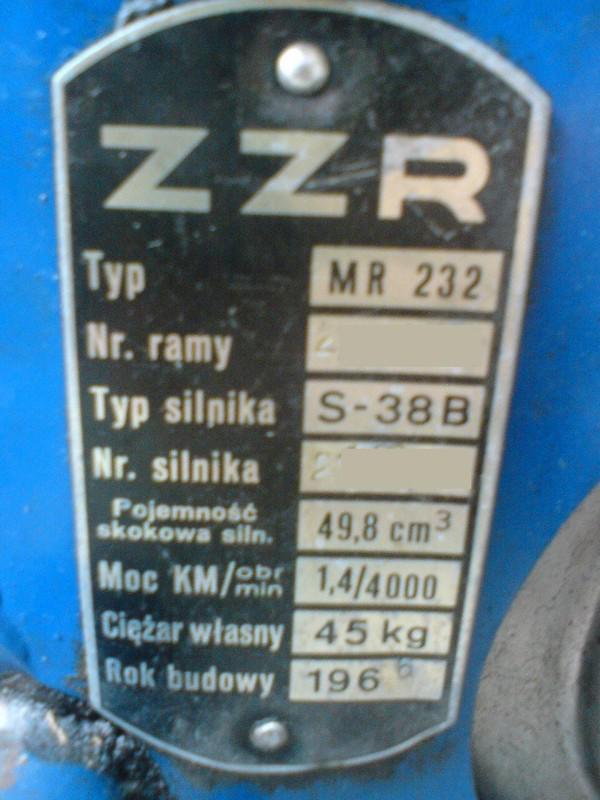 ZZR
Typ MR 232
Nr. ramy
Typ silnika S-38B
Nr. silnika
Pojemność
skokowa siln. 49,8 cm³
Moc KM/obr/min 1,4/4000
Ciężar własny 45 kg
Rok budowy 1966